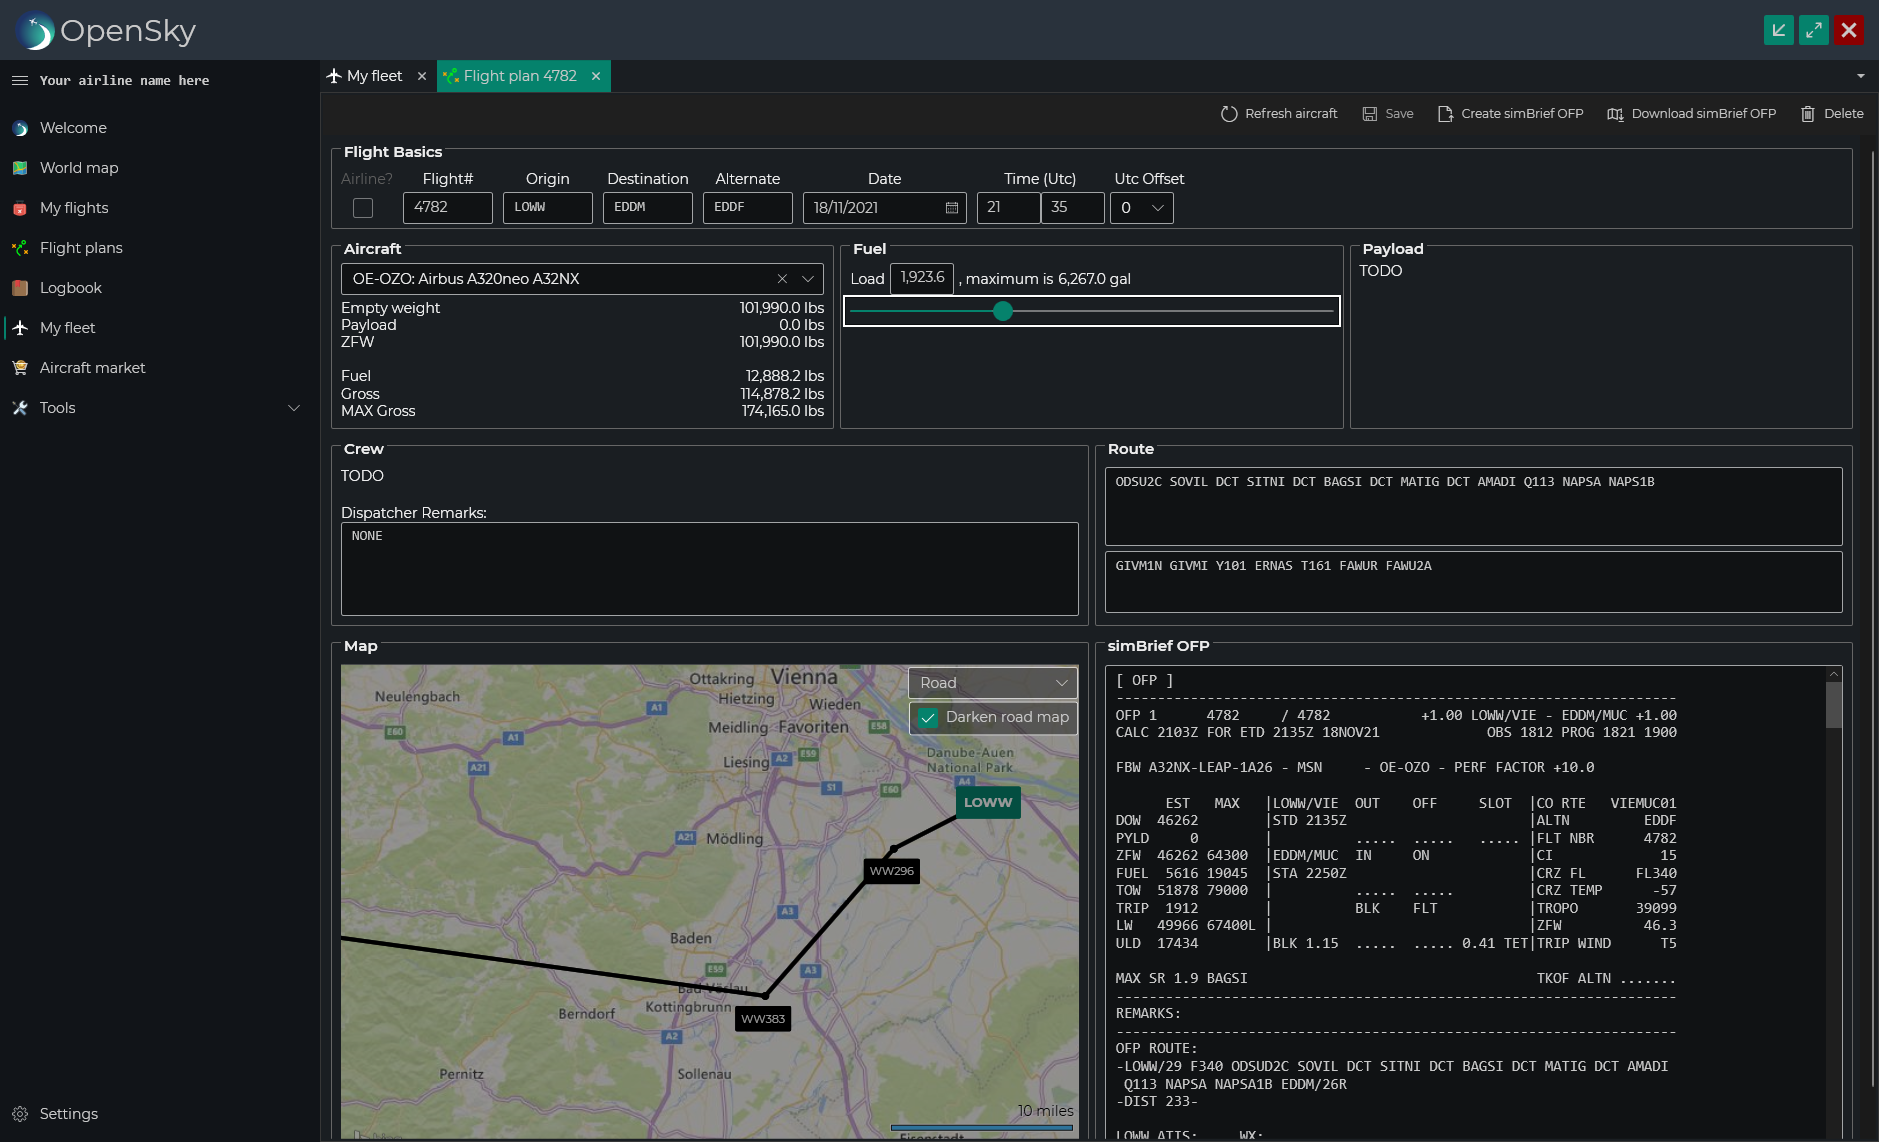 OpenSky
Your airline name here
Welcome
World map
My flights
Flight plans
Logbook
My fleet
Aircraft market
Tools
Settings
My fleet
Flight plan 4782
Refresh aircraft Save Create simBrief OFP Download simBrief OFP Delete
Flight Basics
Airline? Flight# Origin Destination Alternate Date Time (Utc) Utc Offset
4782 LOWW EDDM EDDF 18/11/2021 21 35 0
Aircraft
OE-OZO: Airbus A320neo A32NX
Empty weight 101,990.0 lbs
Payload 0.0 lbs
ZFW 101,990.0 lbs
Fuel 12,888.2 lbs
Gross 114,878.2 lbs
MAX Gross 174,165.0 lbs
Fuel
Load 1,923.6 , maximum is 6,267.0 gal
Payload
TODO
Crew
TODO
Dispatcher Remarks:
NONE
Route
ODSU2C SOVIL DCT SITNI DCT BAGSI DCT MATIG DCT AMADI Q113 NAPSA NAPS1B
GIVM1N GIVMI Y101 ERNAS T161 FAWUR FAWU2A
Map
Road
Darken road map
Ottakring
Vienna
Neulengbach
Hietzing
Wieden
A1
Meidling
Favoriten
E58
E60
A1
Liesing
A2
E59
Danube-Auen
National Park
A21
S1
E60
A4
LOWW
A21
Mödling
WW296
A3
Baden
E59
A3
Bad Vöslau
Kottingbrunn
Berndorf
WW383
A2
Pernitz
Sollenau
10 miles
Eisenstadt
simBrief OFP
[ OFP ]
--------------------------------------------------------------------
OFP 1 4782 / 4782 +1.00 LOWW/VIE - EDDM/MUC +1.00
CALC 2103Z FOR ETD 2135Z 18NOV21 OBS 1812 PROG 1821 1900
FBW A32NX-LEAP-1A26 - MSN - OE-OZO - PERF FACTOR +10.0
EST MAX |LOWW/VIE OUT OFF SLOT |CO RTE VIEMUC01
DOW 46262 |STD 2135Z |ALTN EDDF
PYLD 0 | ..... ..... ..... |FLT NBR 4782
ZFW 46262 64300 |EDDM/MUC IN ON |CI 15
FUEL 5616 19045 |STA 2250Z |CRZ FL FL340
TOW 51878 79000 | ..... ..... |CRZ TEMP -57
TRIP 1912 | BLK FLT |TROPO 39099
LW 49966 67400L | |ZFW 46.3
ULD 17434 |BLK 1.15 ..... ..... 0.41 TET|TRIP WIND T5
MAX SR 1.9 BAGSI TKOF ALTN .......
--------------------------------------------------------------------
REMARKS:
--------------------------------------------------------------------
OFP ROUTE:
-LOWW/29 F340 ODSUD2C SOVIL DCT SITNI DCT BAGSI DCT MATIG DCT AMADI
Q113 NAPSA NAPSA1B EDDM/26R
-DIST 233-
LOWW ATIS: WX: